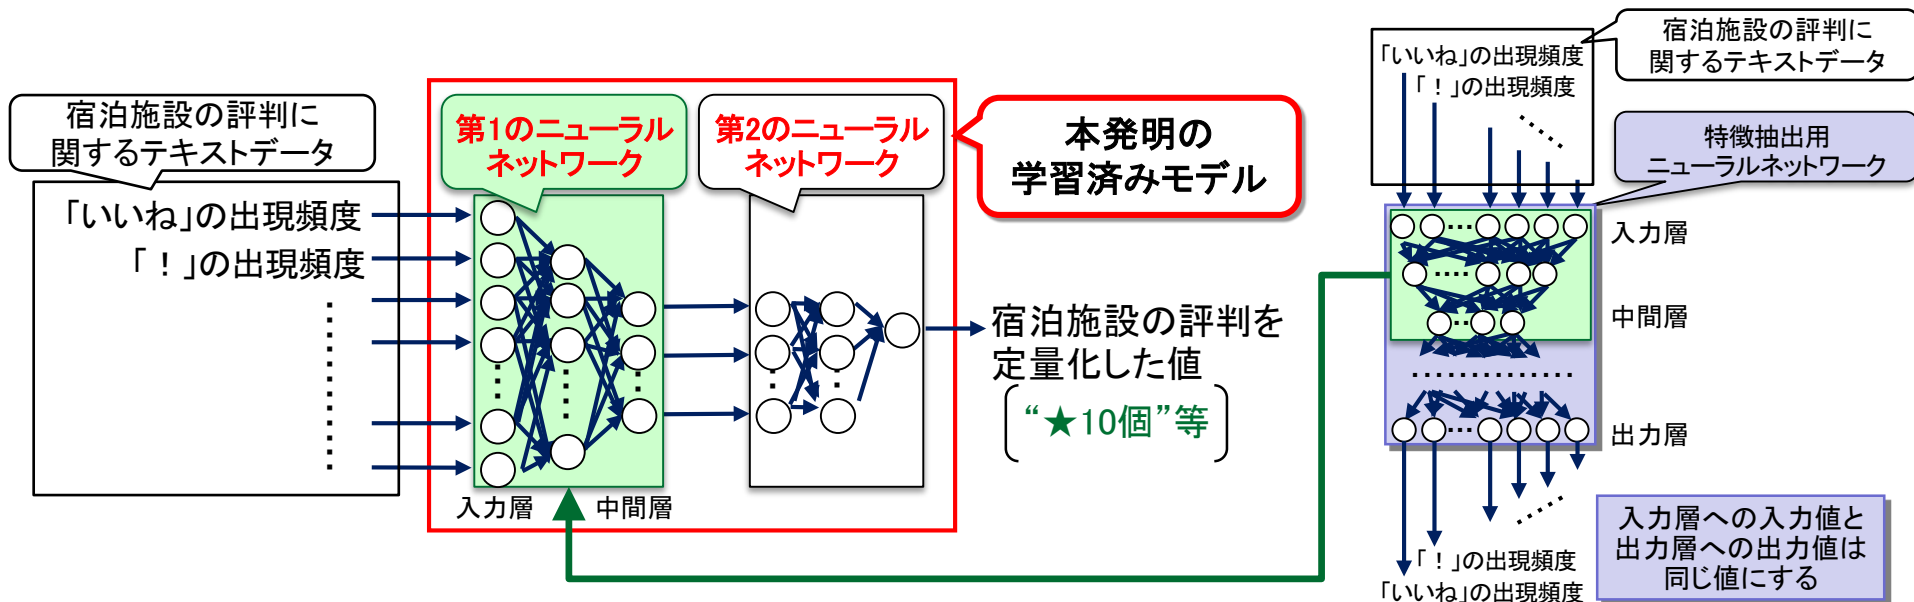 宿泊施設の評判に
関するテキストデータ
「いいね」の出現頻度
「！」の出現頻度
第1のニューラル
ネットワーク
第2のニューラル
ネットワーク
本発明の
学習済みモデル
入力層
中間層
宿泊施設の評判を
定量化した値
“★10個”等
宿泊施設の評判に
関するテキストデータ
「いいね」の出現頻度
「！」の出現頻度
特徴抽出用
ニューラルネットワーク
入力層
中間層
出力層
「！」の出現頻度
「いいね」の出現頻度
入力層への入力値と
出力層への出力値は
同じ値にする